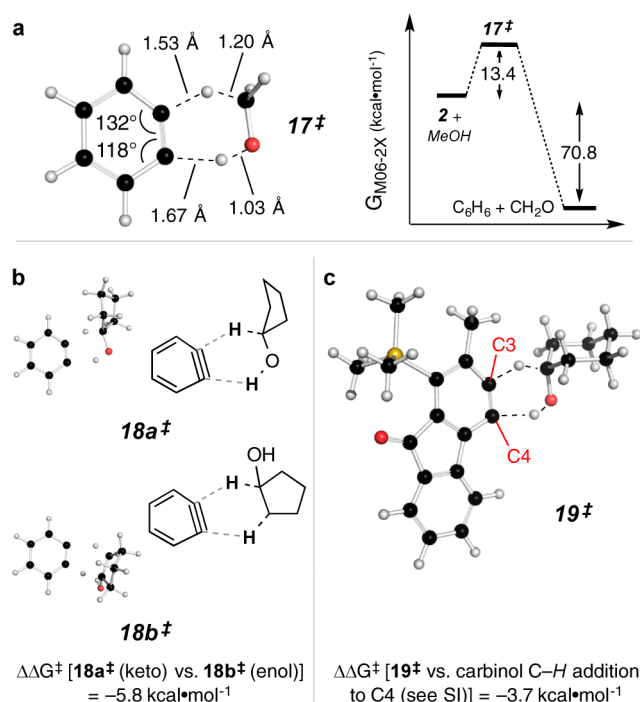 a
1.53 Å
1.20 Å
132°
118°
17‡
1.67 Å
1.03 Å
G M06-2X (kcal•mol⁻¹)
17‡
13.4
2 +
MeOH
70.8
C₆H₆ + CH₂O
b
H
O
H
18a‡
OH
H
H
18b‡
ΔΔG‡ [18a‡ (keto) vs. 18b‡ (enol)]
= –5.8 kcal•mol⁻¹
c
C3
C4
19‡
ΔΔG‡ [19‡ vs. carbinol C–H addition
to C4 (see SI)] = –3.7 kcal•mol⁻¹